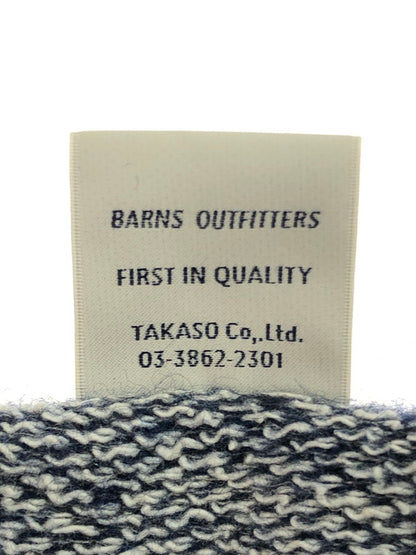 BARNS OUTFITTERS
FIRST IN QUALITY
TAKASO Co,.Ltd.
03-3862-2301